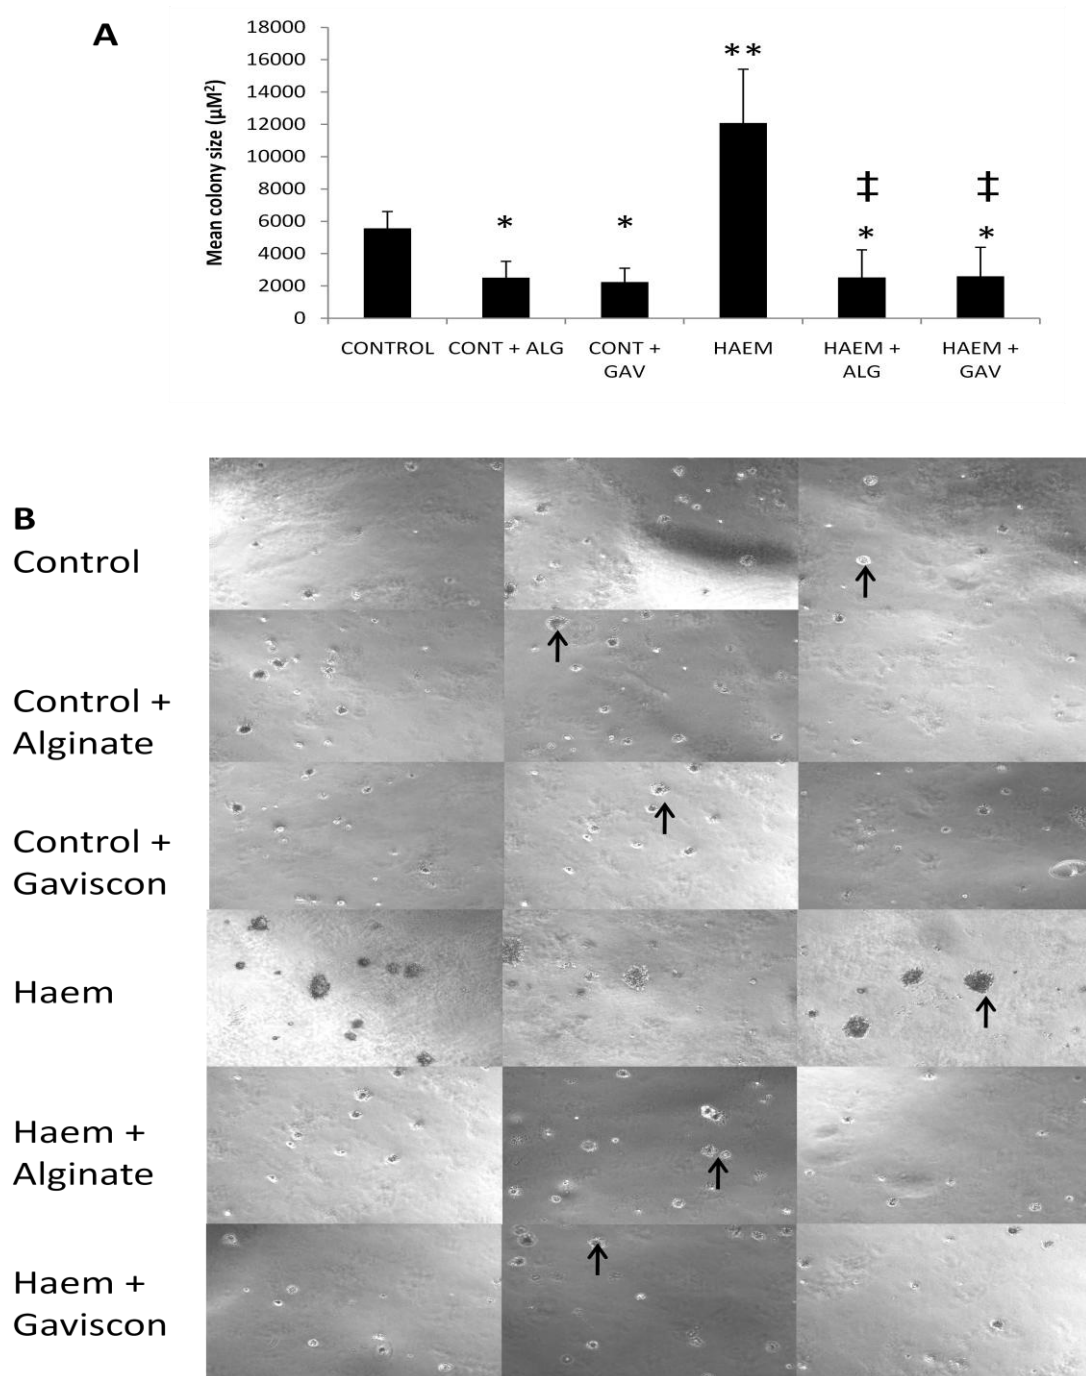 A
Mean colony size (µM²)
18000
16000
14000
12000
10000
8000
6000
4000
2000
0
*
*
**
‡
*
‡
*
CONTROL
CONT + ALG
CONT +
GAV
HAEM
HAEM +
ALG
HAEM +
GAV
B
Control
Control +
Alginate
Control +
Gaviscon
Haem
Haem +
Alginate
Haem +
Gaviscon